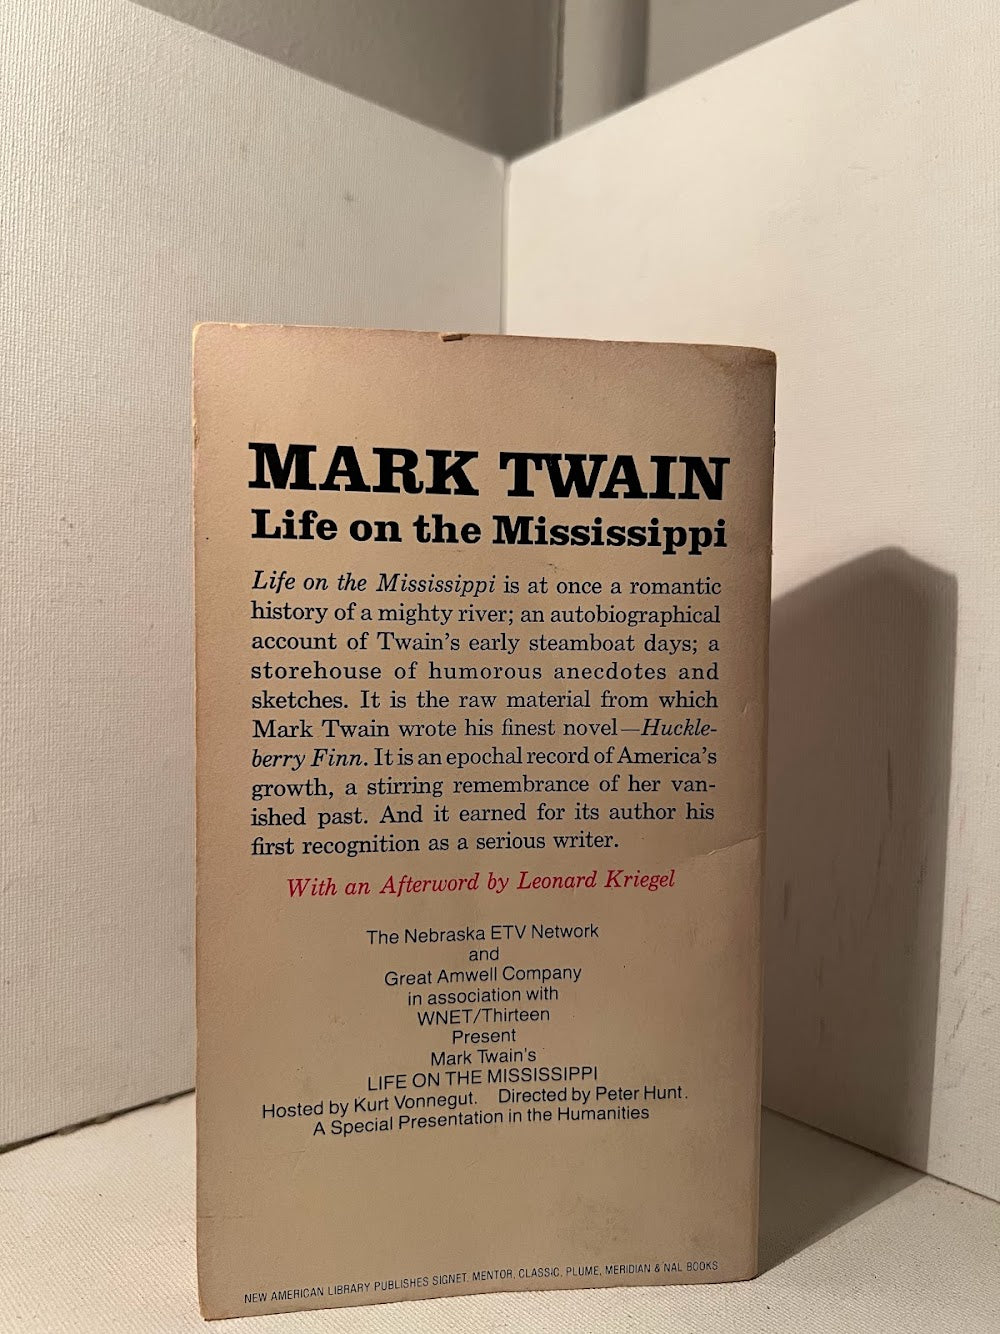 MARK TWAIN
Life on the Mississippi
Life on the Mississippi is at once a romantic
history of a mighty river; an autobiographical
account of Twain's early steamboat days; a
storehouse of humorous anecdotes and
sketches. It is the raw material from which
Mark Twain wrote his finest novel—Huckle-
berry Finn. It is an epochal record of America's
growth, a stirring remembrance of her van-
ished past. And it earned for its author his
first recognition as a serious writer.
With an Afterword by Leonard Kriegel
The Nebraska ETV Network
and
Great Amwell Company
in association with
WNET/Thirteen
Present
Mark Twain's
LIFE ON THE MISSISSIPPI
Hosted by Kurt Vonnegut. Directed by Peter Hunt.
A Special Presentation in the Humanities
NEW AMERICAN LIBRARY PUBLISHES SIGNET, MENTOR, CLASSIC, PLUME, MERIDIAN & NAL BOOKS